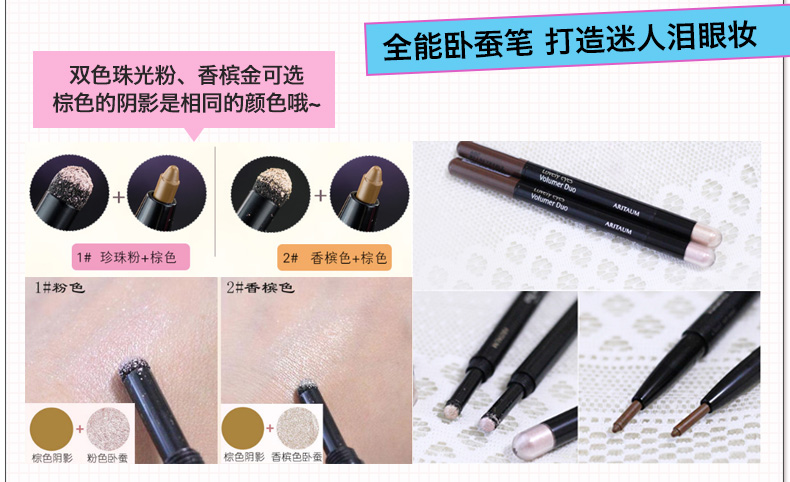 全能卧蚕笔 打造迷人泪眼妆
双色珠光粉、香槟金可选
棕色的阴影是相同的颜色哦~
+
+
1# 珍珠粉+棕色
2# 香槟色+棕色
LOVELY EYES
Volumer Duo
ARITAUM
LOVELY EYES
Volumer Duo
ARITAUM
1#粉色
2#香槟色
+
+
棕色阴影 粉色卧蚕
棕色阴影 香槟色卧蚕